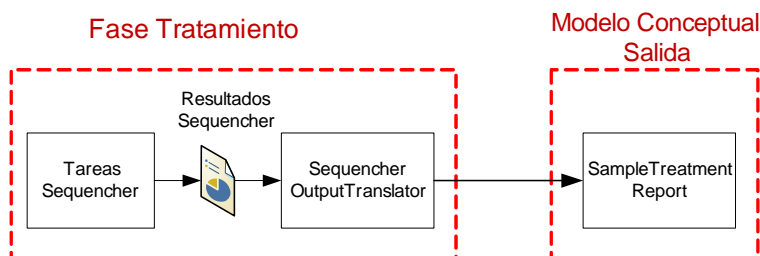 Fase Tratamiento
Modelo Conceptual
Salida
Resultados
Sequencher
Tareas
Sequencher
Sequencher
OutputTranslator
SampleTreatment
Report